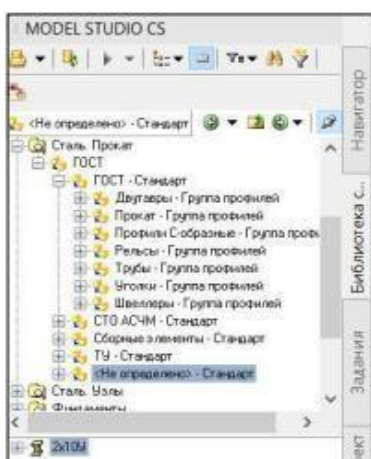 MODEL STUDIO CS
<Не определено> - Стандарт
Сталь. Прокат
ГОСТ
ГОСТ - Стандарт
Двутавры - Группа профилей
Прокат - Группа профилей
Профили С-образные - Группа проф
Рельсы - Группа профилей
Трубы - Группа профилей
Уголки - Группа профилей
Швеллеры - Группа профилей
СТО АСЧМ - Стандарт
Сборные элементы - Стандарт
ТУ - Стандарт
<Не определено> - Стандарт
Сталь. Узлы
Фундаменты
2x10У
Навигатор
Библиотека с...
Задания
ект